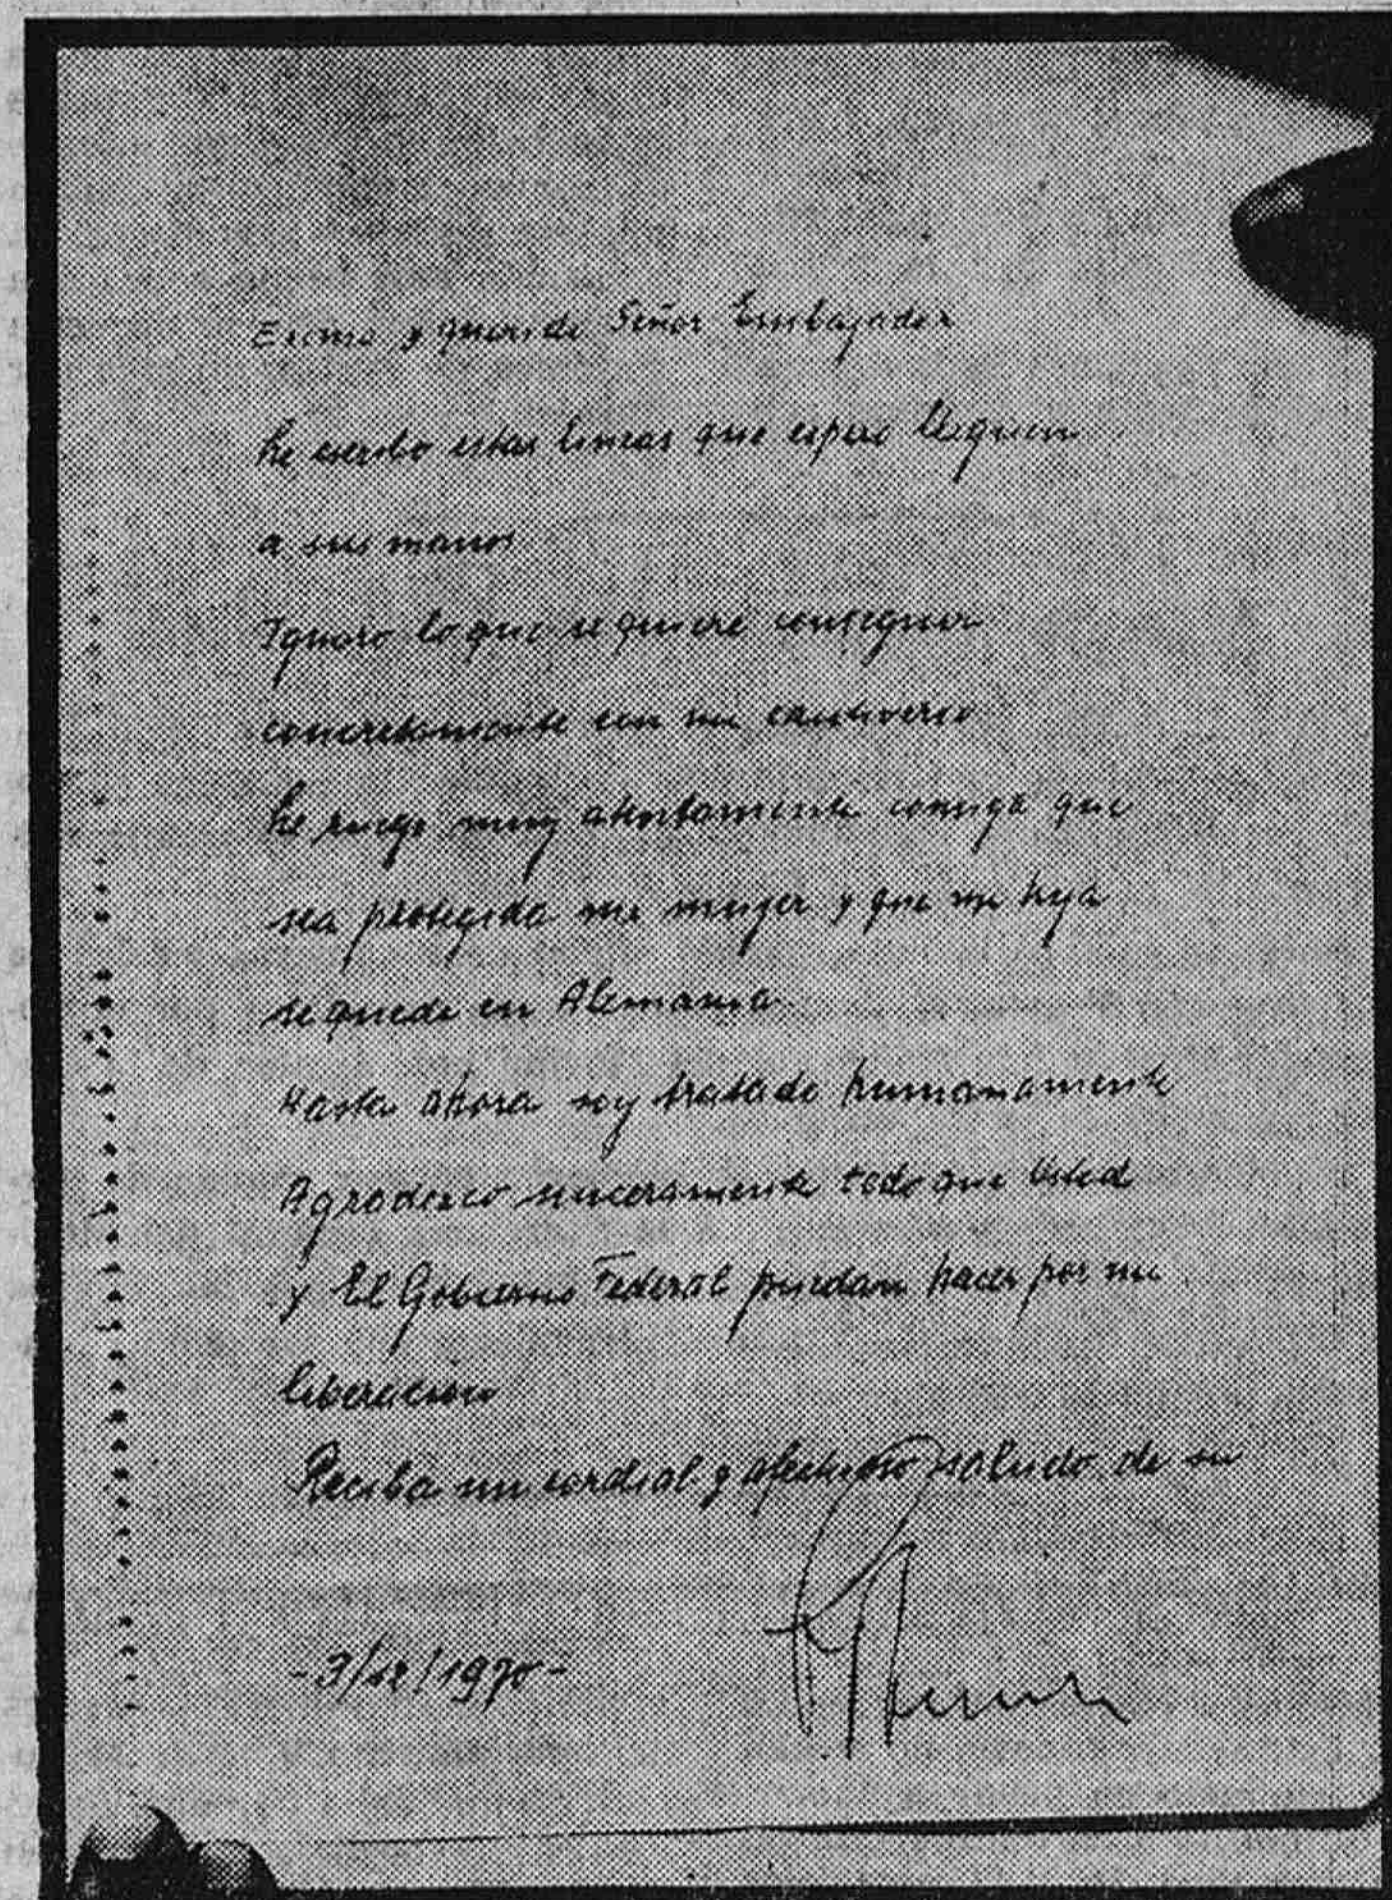 Excmo y querido Señor Embajador
Le escribo estas lineas que espero lleguen
a sus manos
Ignoro lo que se quiere conseguir
concretamente con mi cautiverio
Le ruego muy atentamente consiga que
sea protegida mi mujer y que mi hija
se quede en Alemania.
Hasta ahora soy tratado humanamente
Agradezco sinceramente todo que Usted
y El Gobierno Federal puedan hacer por mi
liberación
Reciba un cordial y afectuoso saludo de su
-3/12/1970-